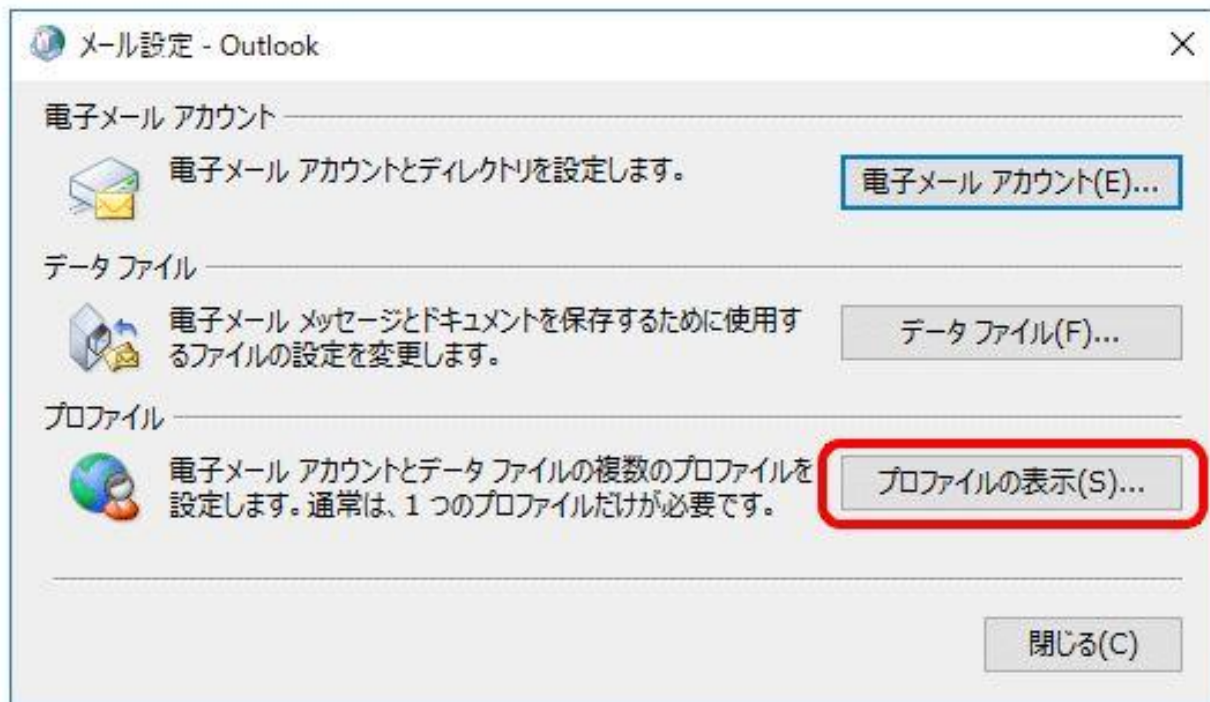 メール設定 - Outlook
電子メール アカウント
電子メール アカウントとディレクトリを設定します。
電子メール アカウント(E)...
データ ファイル
電子メール メッセージとドキュメントを保存するために使用す
るファイルの設定を変更します。
データ ファイル(F)...
プロファイル
電子メール アカウントとデータ ファイルの複数のプロファイルを
設定します。通常は、1 つのプロファイルだけが必要です。
プロファイルの表示(S)...
閉じる(C)